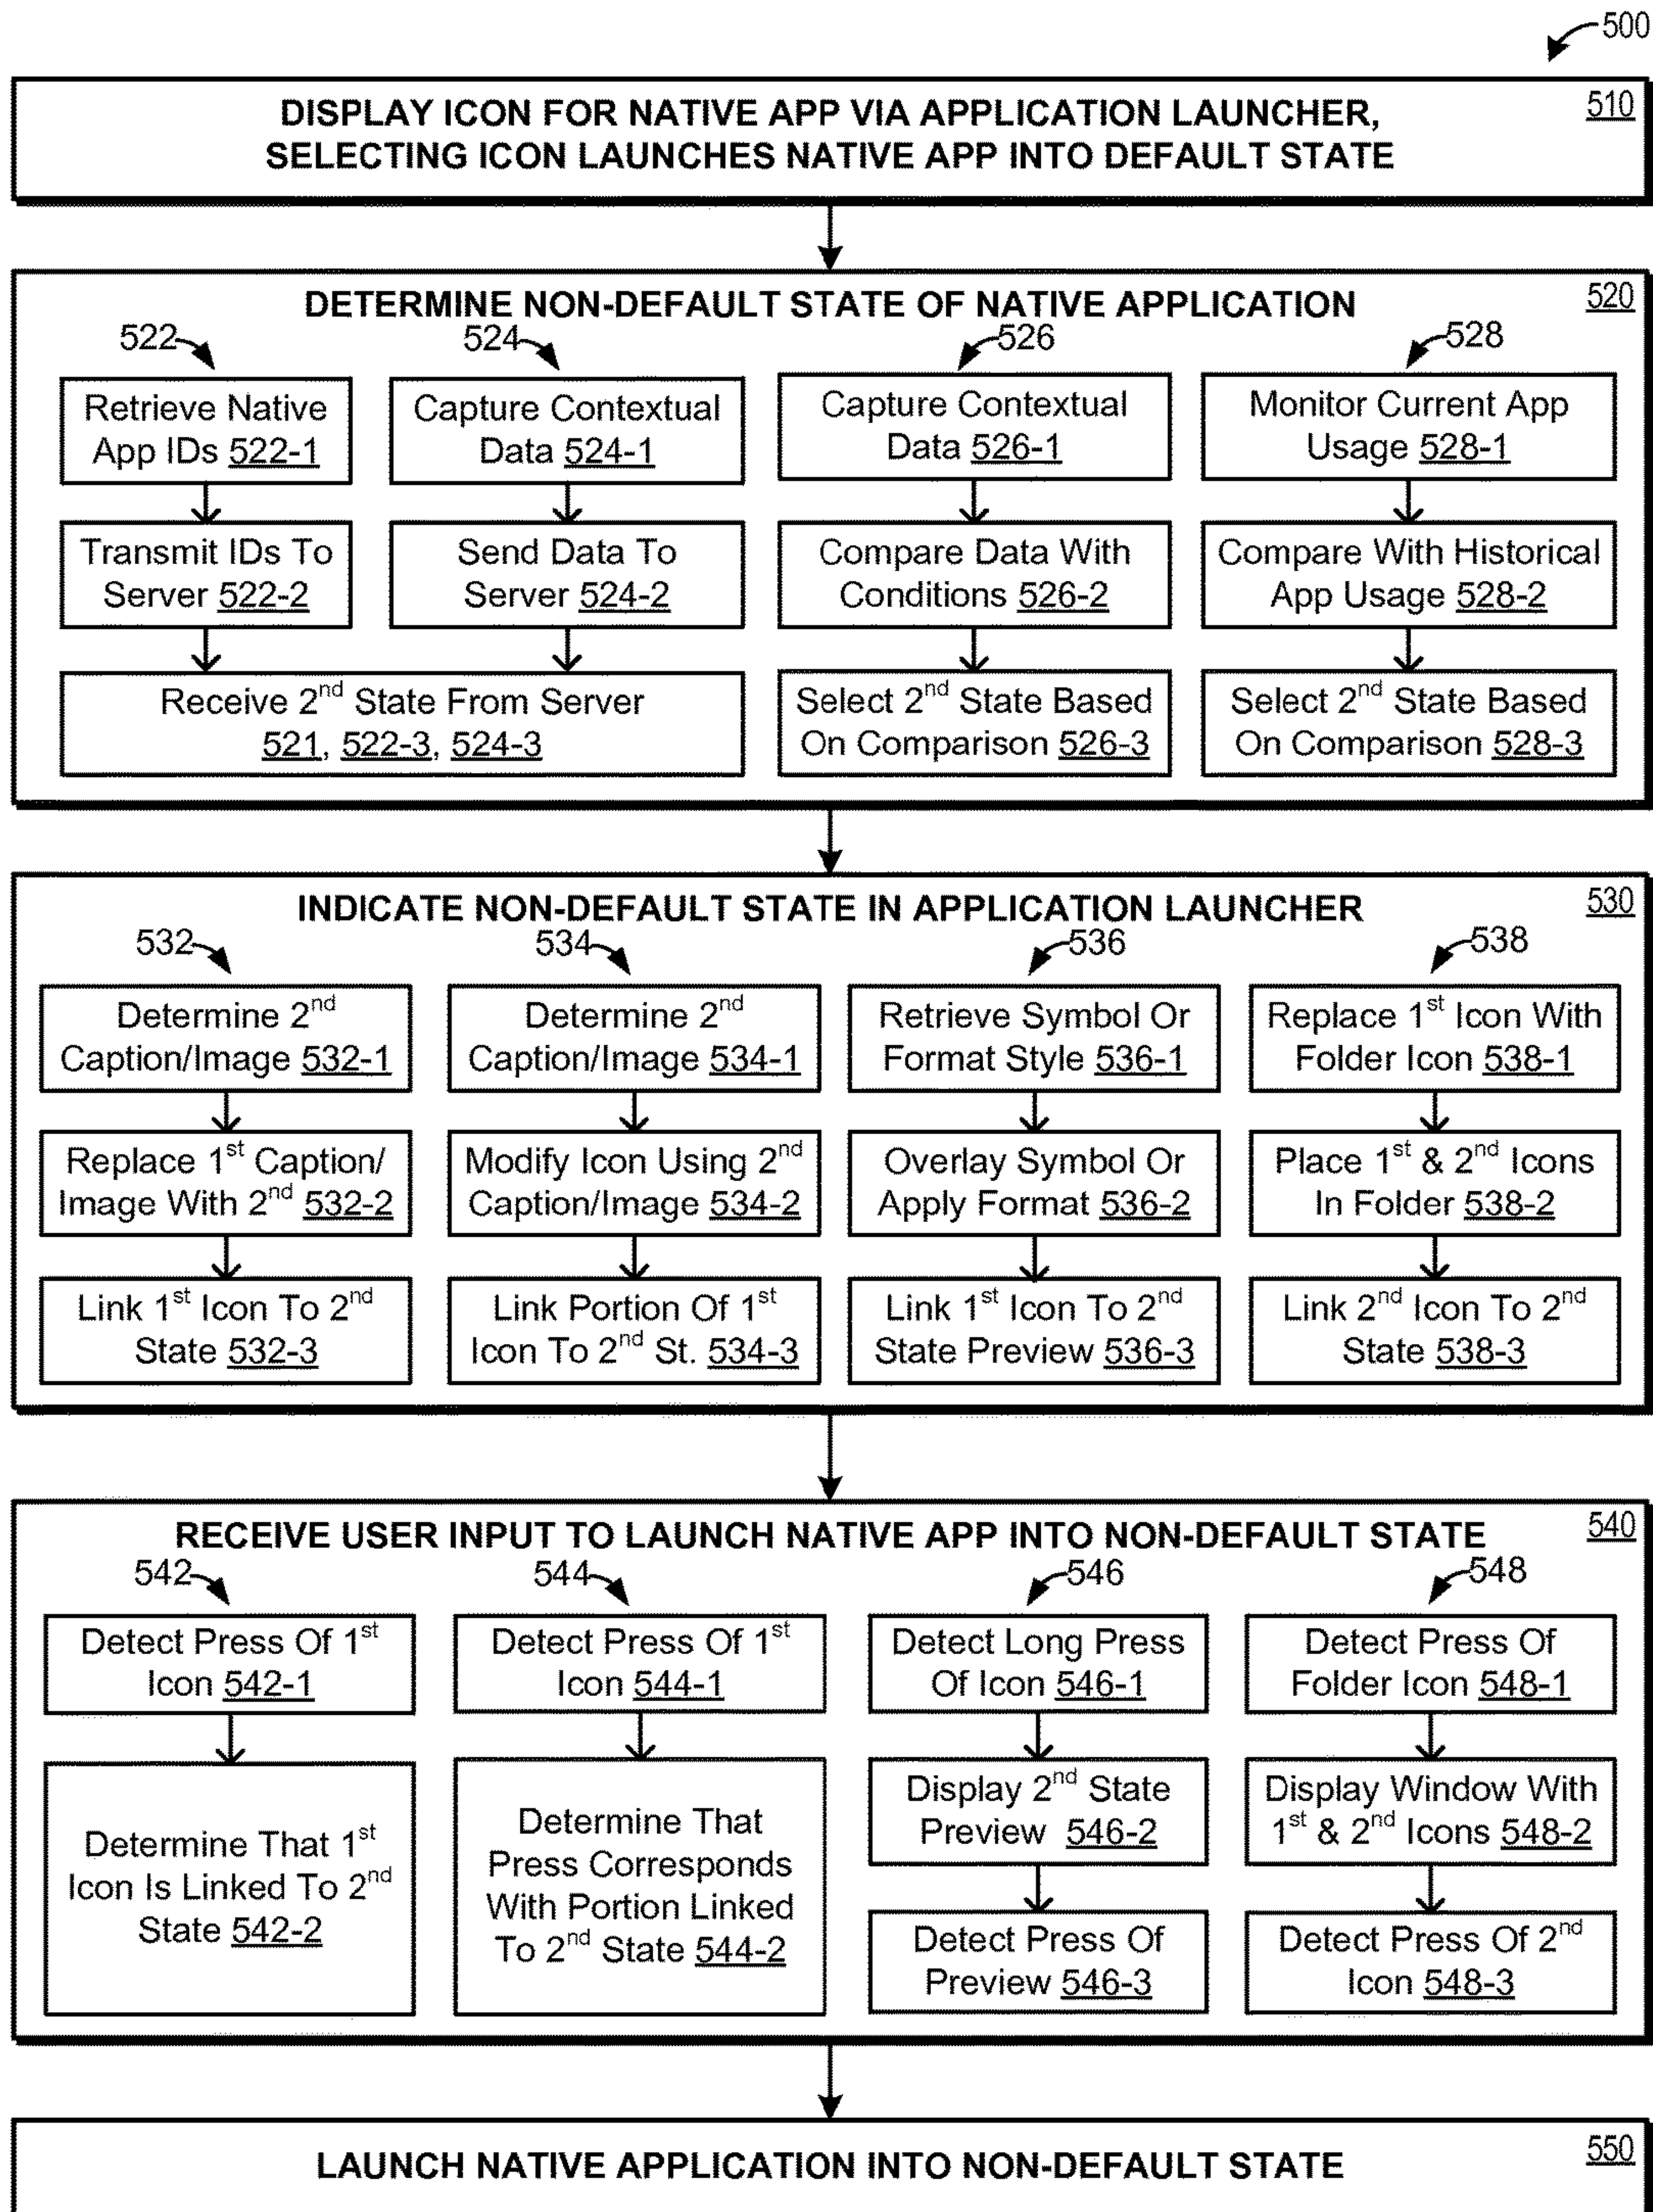 500
DISPLAY ICON FOR NATIVE APP VIA APPLICATION LAUNCHER,
SELECTING ICON LAUNCHES NATIVE APP INTO DEFAULT STATE
510
DETERMINE NON-DEFAULT STATE OF NATIVE APPLICATION
520
522
Retrieve Native
App IDs 522-1
Transmit IDs To
Server 522-2
524
Capture Contextual
Data 524-1
Send Data To
Server 524-2
Receive 2nd State From Server
521, 522-3, 524-3
526
Capture Contextual
Data 526-1
Compare Data With
Conditions 526-2
Select 2nd State Based
On Comparison 526-3
528
Monitor Current App
Usage 528-1
Compare With Historical
App Usage 528-2
Select 2nd State Based
On Comparison 528-3
INDICATE NON-DEFAULT STATE IN APPLICATION LAUNCHER
530
532
Determine 2nd
Caption/Image 532-1
Replace 1st Caption/
Image With 2nd 532-2
Link 1st Icon To 2nd
State 532-3
534
Determine 2nd
Caption/Image 534-1
Modify Icon Using 2nd
Caption/Image 534-2
Link Portion Of 1st
Icon To 2nd St. 534-3
536
Retrieve Symbol Or
Format Style 536-1
Overlay Symbol Or
Apply Format 536-2
Link 1st Icon To 2nd
State Preview 536-3
538
Replace 1st Icon With
Folder Icon 538-1
Place 1st & 2nd Icons
In Folder 538-2
Link 2nd Icon To 2nd
State 538-3
RECEIVE USER INPUT TO LAUNCH NATIVE APP INTO NON-DEFAULT STATE
540
542
Detect Press Of 1st
Icon 542-1
Determine That 1st
Icon Is Linked To 2nd
State 542-2
544
Detect Press Of 1st
Icon 544-1
Determine That
Press Corresponds
With Portion Linked
To 2nd State 544-2
546
Detect Long Press
Of Icon 546-1
Display 2nd State
Preview 546-2
Detect Press Of
Preview 546-3
548
Detect Press Of
Folder Icon 548-1
Display Window With
1st & 2nd Icons 548-2
Detect Press Of 2nd
Icon 548-3
LAUNCH NATIVE APPLICATION INTO NON-DEFAULT STATE
550